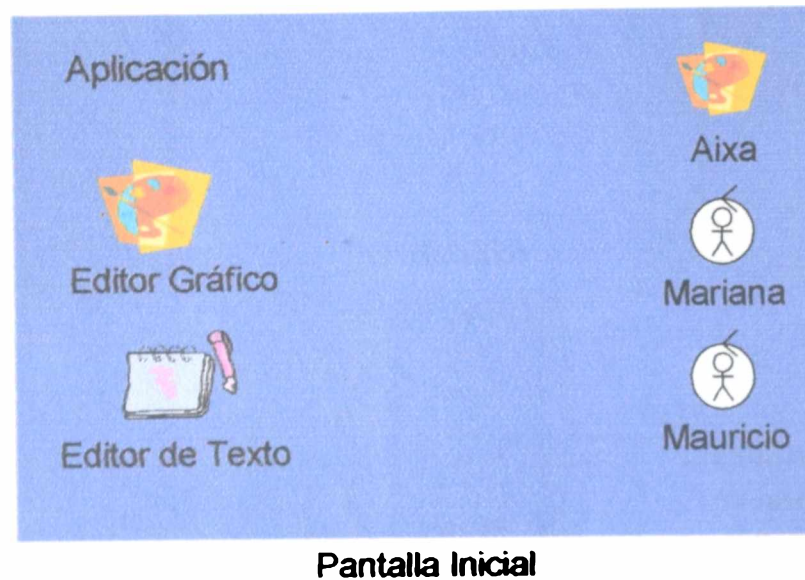 Aplicación
Editor Gráfico
Editor de Texto
Aixa
Mariana
Mauricio
Pantalla Inicial